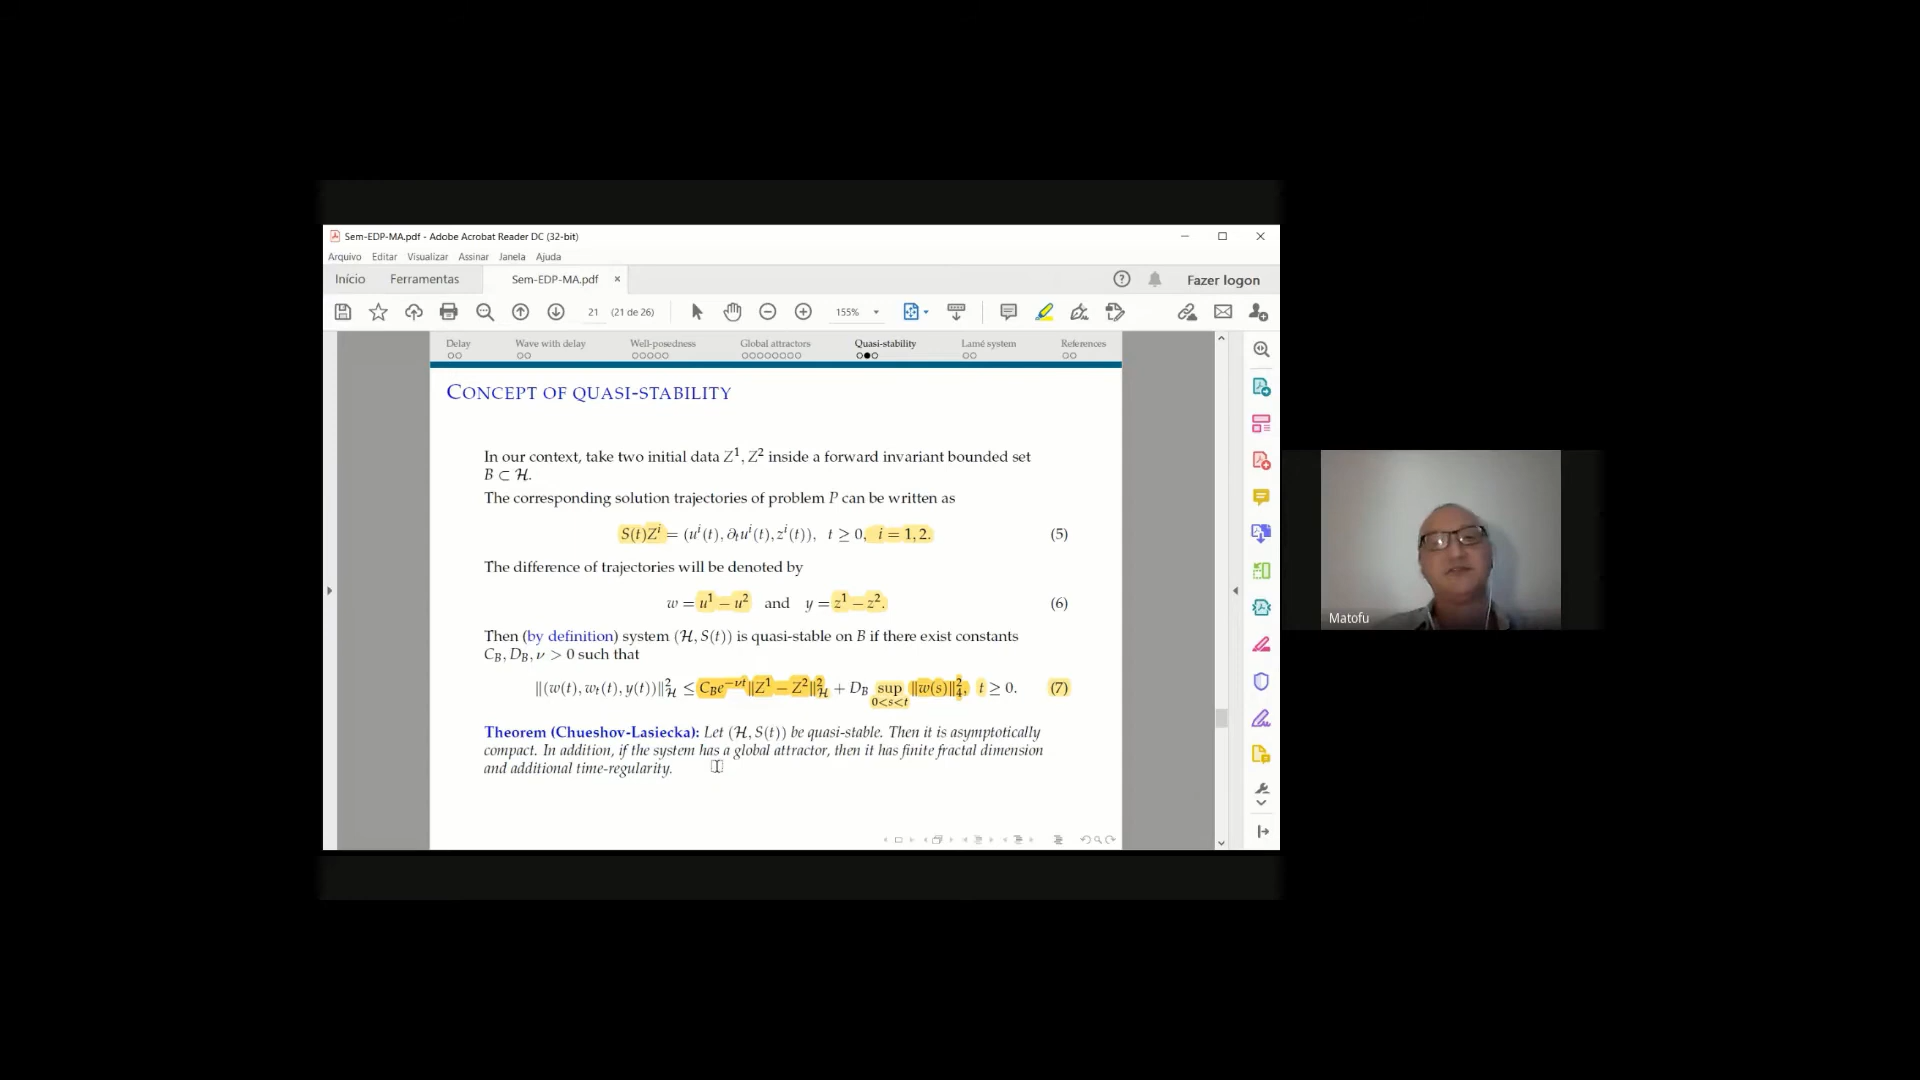 Sem-EDP-MA.pdf - Adobe Acrobat Reader DC (32-bit)
Arquivo Editar Visualizar Assinar Janela Ajuda
Início Ferramentas Sem-EDP-MA.pdf × Fazer logon
21 (21 de 26) 155%
Delay Wave with delay Well-posedness Global attractors Quasi-stability Lamé system References
CONCEPT OF QUASI-STABILITY
In our context, take two initial data Z¹, Z² inside a forward invariant bounded set
B ⊂ ℋ.
The corresponding solution trajectories of problem P can be written as
S(t)Zⁱ = (uⁱ(t), ∂ₜuⁱ(t), zⁱ(t)), t ≥ 0, i = 1, 2. (5)
The difference of trajectories will be denoted by
w = u¹ − u² and y = z¹ − z². (6)
Then (by definition) system (ℋ, S(t)) is quasi-stable on B if there exist constants
C_B, D_B, ν > 0 such that
‖(w(t), wₜ(t), y(t))‖²_ℋ ≤ C_B e^{−νt}‖Z¹ − Z²‖²_ℋ + D_B sup_{0<s<t} ‖w(s)‖²₄, t ≥ 0. (7)
Theorem (Chueshov-Lasiecka): Let (ℋ, S(t)) be quasi-stable. Then it is asymptotically
compact. In addition, if the system has a global attractor, then it has finite fractal dimension
and additional time-regularity.
Matofu